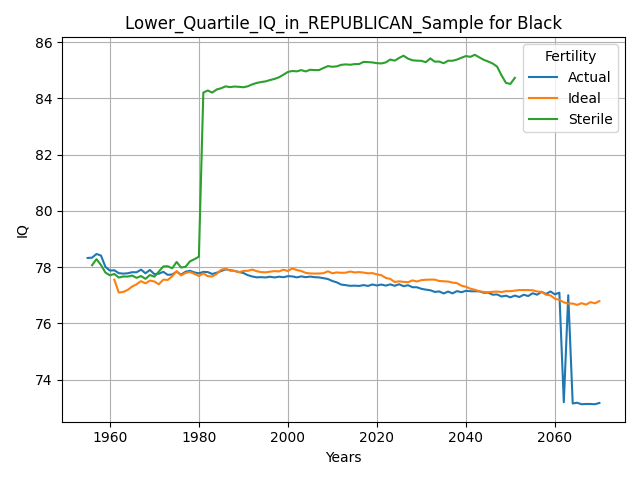 Lower_Quartile_IQ_in_REPUBLICAN_Sample for Black
86
84
82
80
78
76
74
IQ
Fertility
Actual
Ideal
Sterile
1960 1980 2000 2020 2040 2060
Years